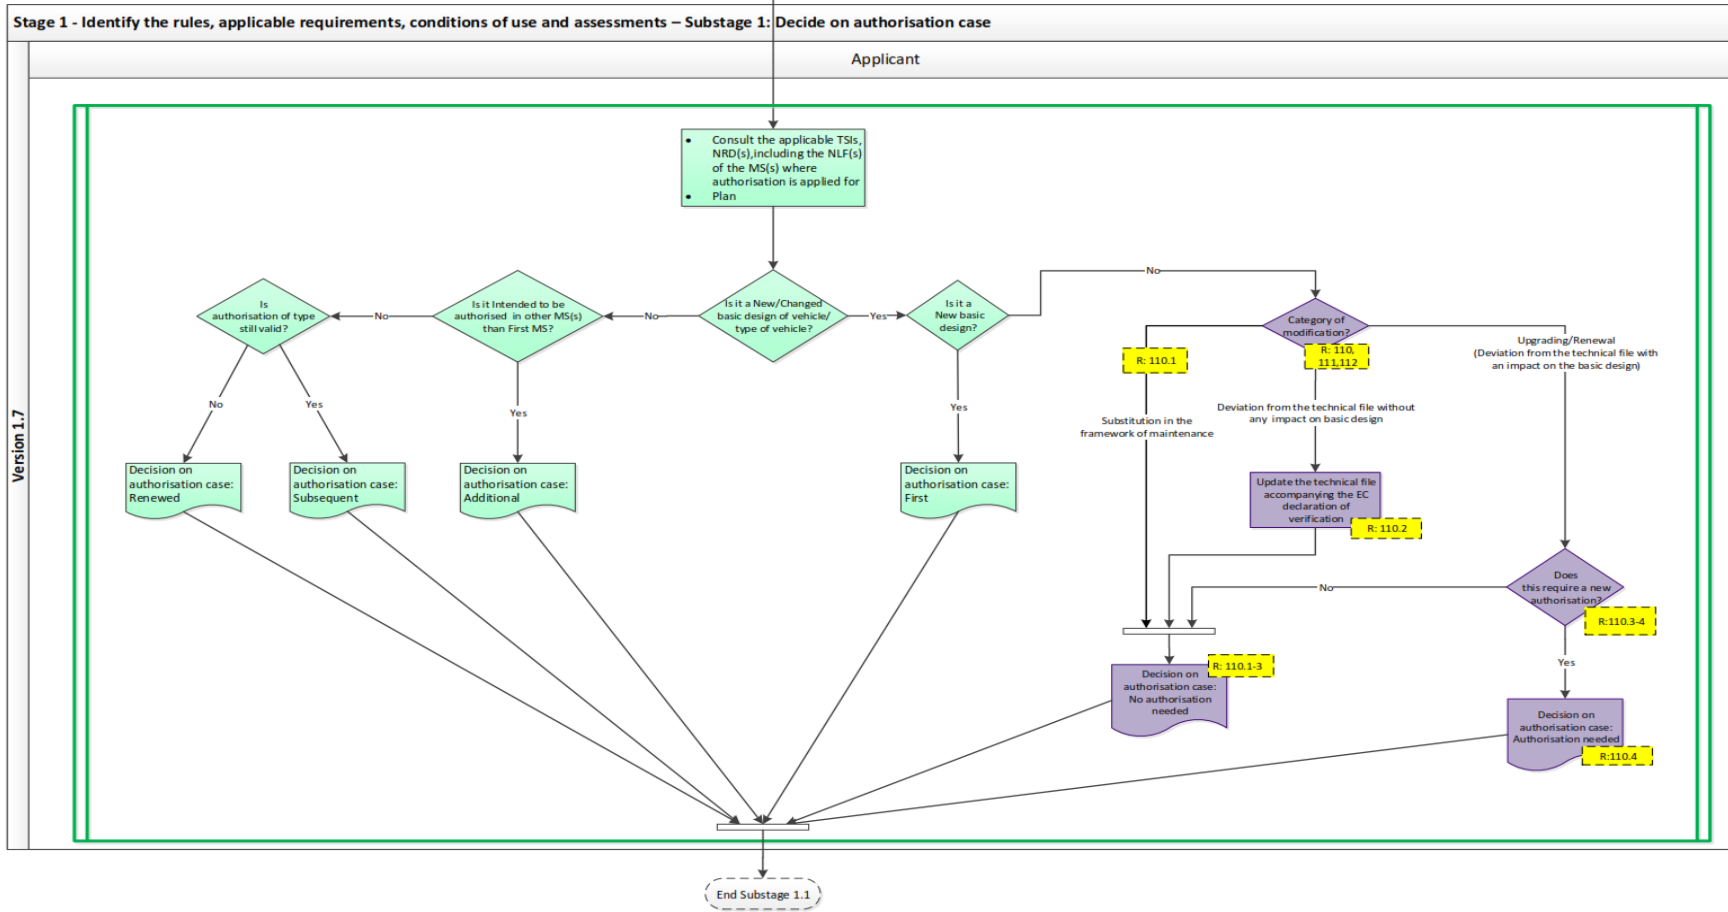 Stage 1 - Identify the rules, applicable requirements, conditions of use and assessments – Substage 1: Decide on authorisation case
Version 1.7
Applicant
• Consult the applicable TSIs,
NRD(s),including the NLF(s)
of the MS(s) where
authorisation is applied for
• Plan
Is
authorisation of type
still valid?
No
Is it Intended to be
authorised in other MS(s)
than First MS?
No
Is it a New/Changed
basic design of vehicle/
type of vehicle?
Yes
Is it a
New basic
design?
No
Category of
modification?
R: 110,
111,112
R: 110.1
Upgrading/Renewal
(Deviation from the technical file with
an impact on the basic design)
No
Yes
Yes
Yes
Substitution in the
framework of maintenance
Deviation from the technical file without
any impact on basic design
Decision on
authorisation case:
Renewed
Decision on
authorisation case:
Subsequent
Decision on
authorisation case:
Additional
Decision on
authorisation case:
First
Update the technical file
accompanying the EC
declaration of
verification
R: 110.2
No
Does
this require a new
authorisation?
R:110.3-4
Yes
R: 110.1-3
Decision on
authorisation case:
No authorisation
needed
Decision on
authorisation case:
Authorisation needed
R:110.4
End Substage 1.1